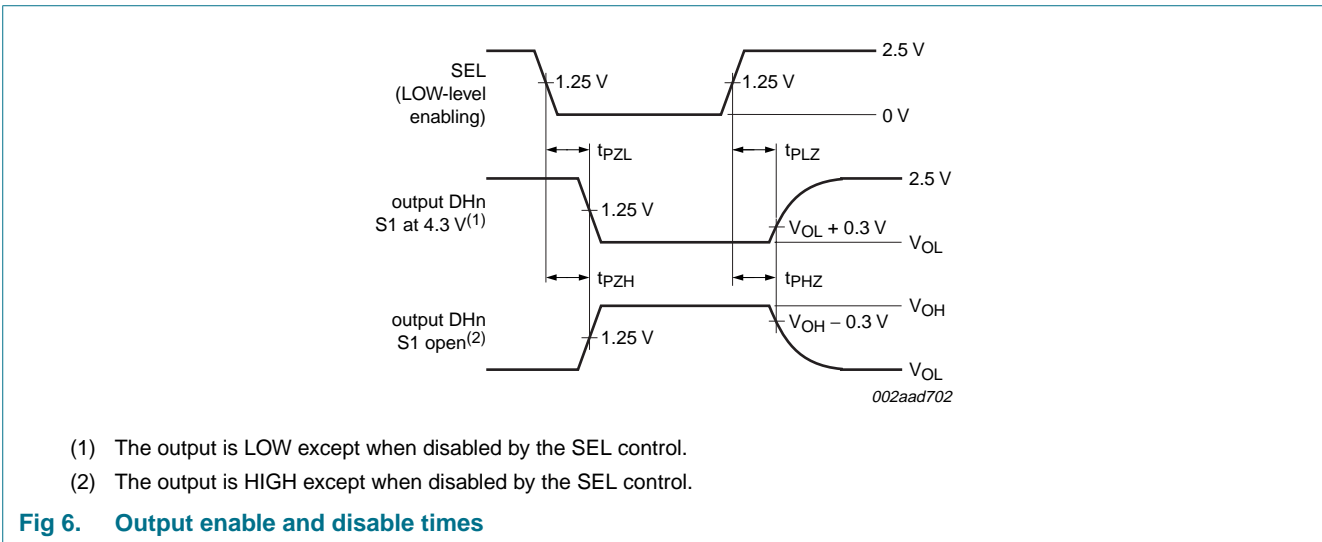 2.5 V
SEL
(LOW-level
enabling)
1.25 V
1.25 V
0 V
tPZL
tPLZ
2.5 V
output DHn
S1 at 4.3 V(1)
1.25 V
VOL + 0.3 V
VOL
tPZH
tPHZ
VOH
output DHn
S1 open(2)
1.25 V
VOH − 0.3 V
VOL
002aad702
(1) The output is LOW except when disabled by the SEL control.
(2) The output is HIGH except when disabled by the SEL control.
Fig 6. Output enable and disable times